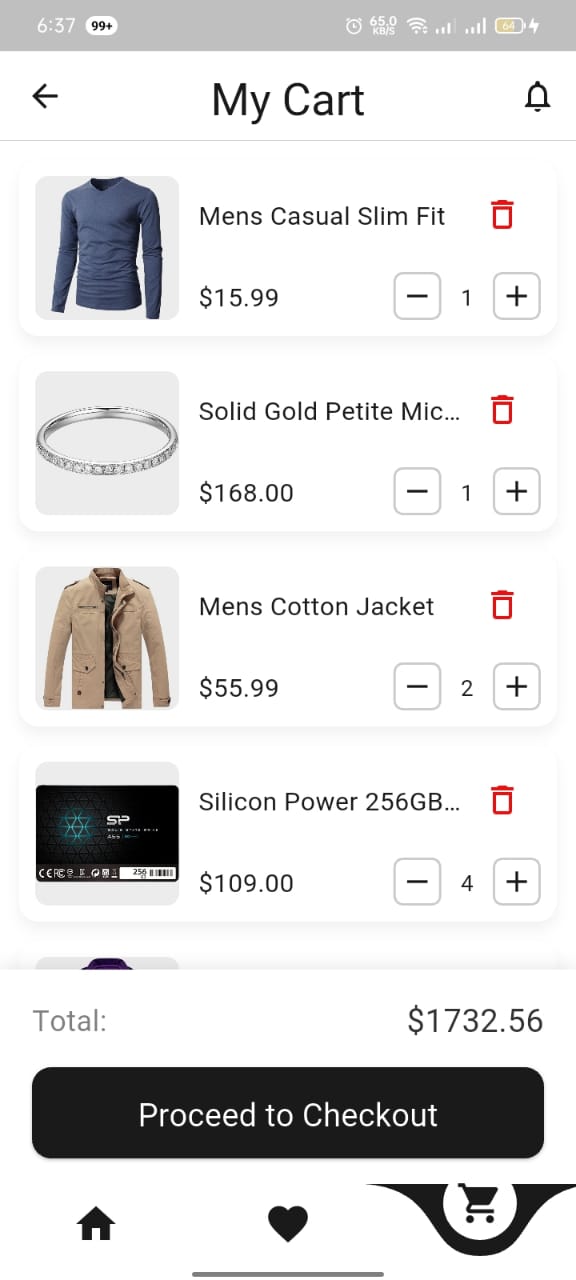 6:37 99+ 65.0 KB/S 64
My Cart
Mens Casual Slim Fit
$15.99 1
Solid Gold Petite Mic...
$168.00 1
Mens Cotton Jacket
$55.99 2
SP
256
Silicon Power 256GB...
$109.00 4
Total: $1732.56
Proceed to Checkout